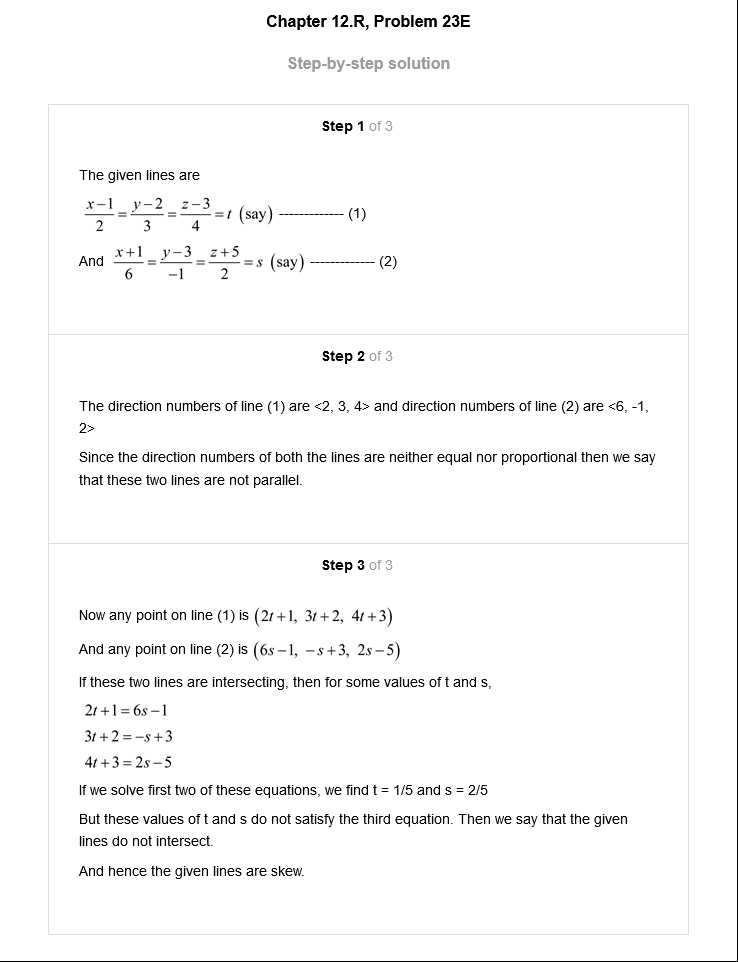 Chapter 12.R, Problem 23E
Step-by-step solution
Step 1 of 3
The given lines are
\frac{x-1}{2} = \frac{y-2}{3} = \frac{z-3}{4} = t (say) ------------- (1)
And \frac{x+1}{6} = \frac{y-3}{-1} = \frac{z+5}{2} = s (say) ------------- (2)
Step 2 of 3
The direction numbers of line (1) are <2, 3, 4> and direction numbers of line (2) are <6, -1,
2>
Since the direction numbers of both the lines are neither equal nor proportional then we say
that these two lines are not parallel.
Step 3 of 3
Now any point on line (1) is (2t+1, 3t+2, 4t+3)
And any point on line (2) is (6s-1, -s+3, 2s-5)
If these two lines are intersecting, then for some values of t and s,
2t+1=6s-1
3t+2=-s+3
4t+3=2s-5
If we solve first two of these equations, we find t = 1/5 and s = 2/5
But these values of t and s do not satisfy the third equation. Then we say that the given
lines do not intersect.
And hence the given lines are skew.